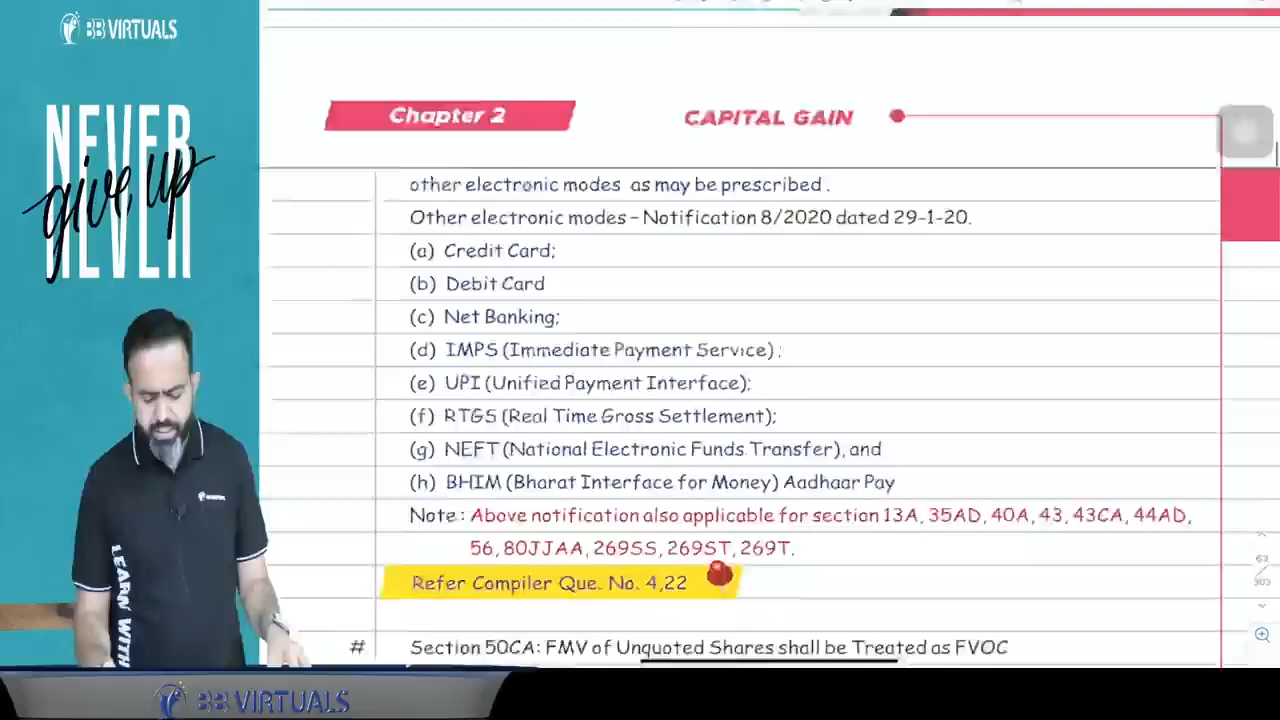 BB VIRTUALS
NEVER
give up
NEVER
Chapter 2
CAPITAL GAIN
other electronic modes as may be prescribed.
Other electronic modes – Notification 8/2020 dated 29-1-20.
(a) Credit Card;
(b) Debit Card
(c) Net Banking;
(d) IMPS (Immediate Payment Service);
(e) UPI (Unified Payment Interface);
(f) RTGS (Real Time Gross Settlement);
(g) NEFT (National Electronic Funds Transfer), and
(h) BHIM (Bharat Interface for Money) Aadhaar Pay
Note: Above notification also applicable for section 13A, 35AD, 40A, 43, 43CA, 44AD,
56, 80JJAA, 269SS, 269ST, 269T.
Refer Compiler Que. No. 4,22
# Section 50CA: FMV of Unquoted Shares shall be Treated as FVOC
63
303
LEARN WITH
BB VIRTUALS